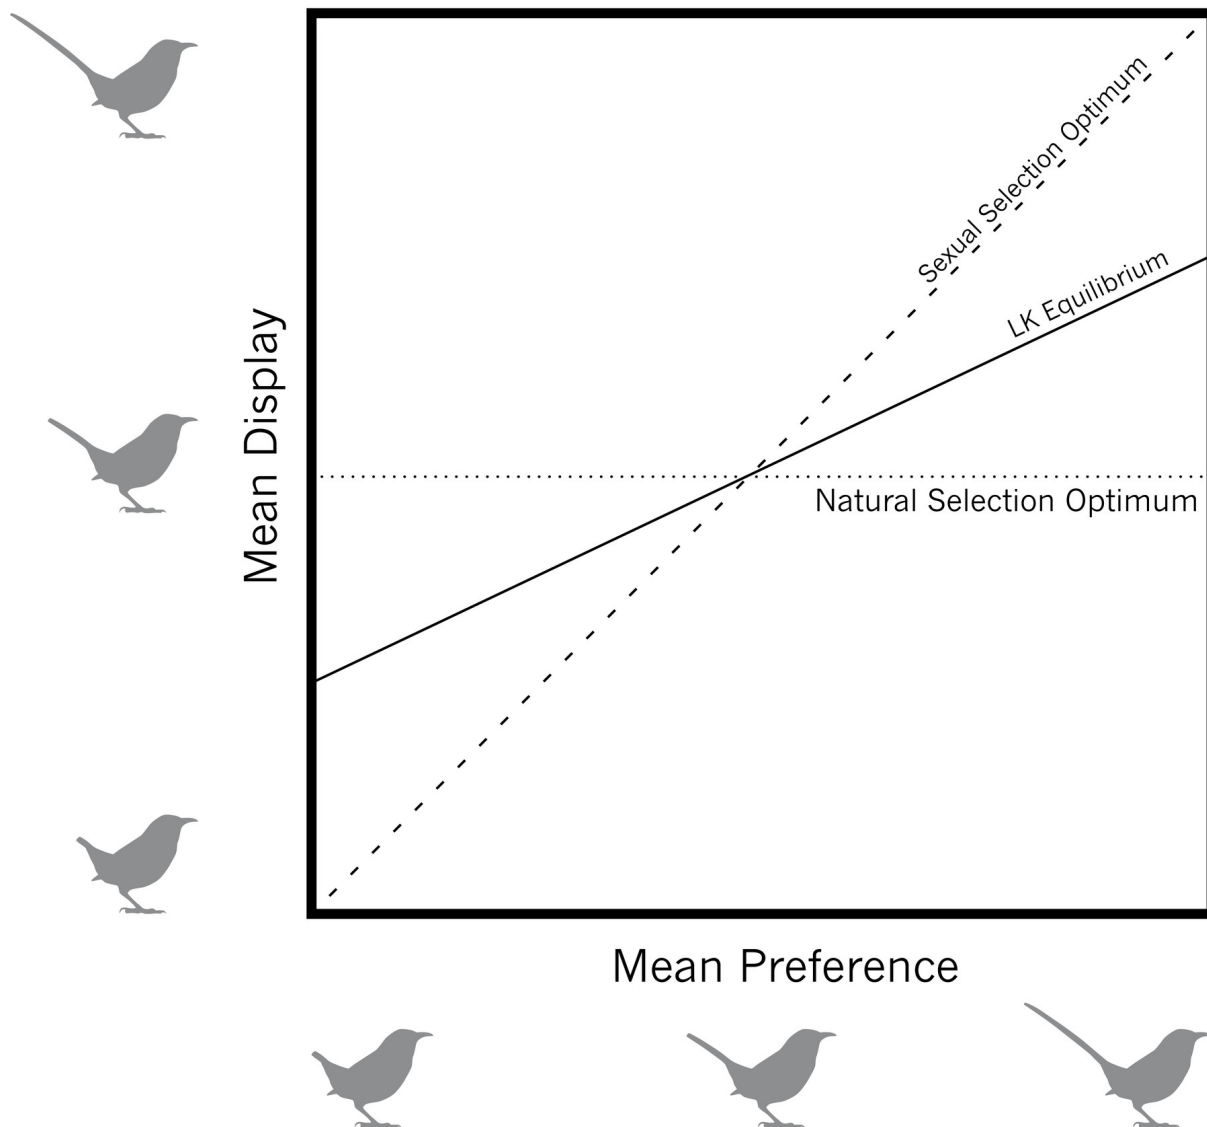 Sexual Selection Optimum
LK Equilibrium
Mean Display
Natural Selection Optimum
Mean Preference